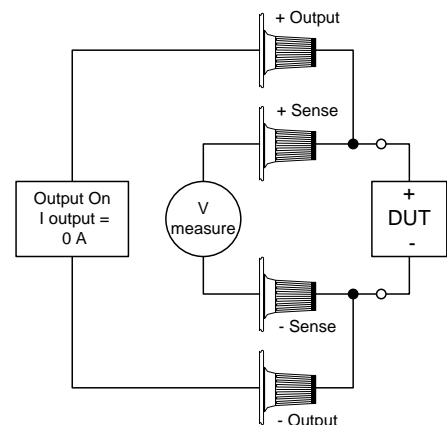 + Output
+ Sense
Output On
I output =
0 A
V
measure
+
DUT
-
- Sense
- Output